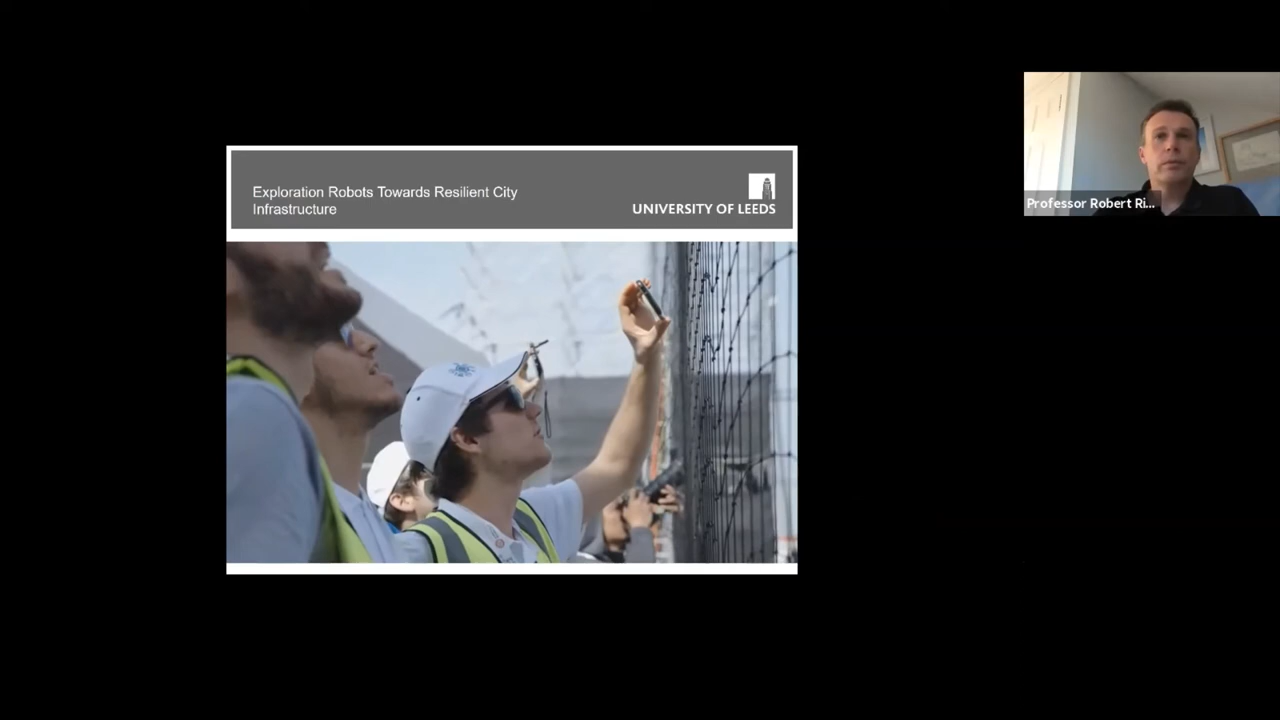 Exploration Robots Towards Resilient City
Infrastructure
UNIVERSITY OF LEEDS
Professor Robert Ri...